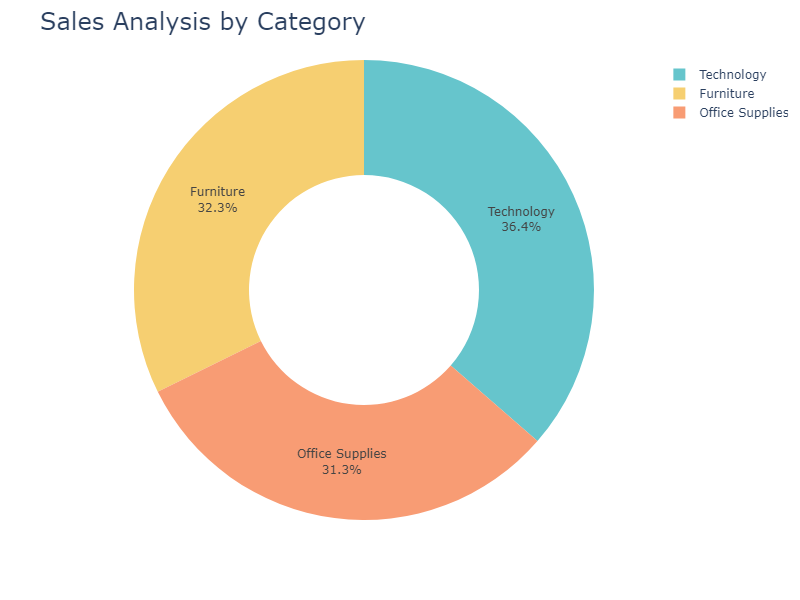 Sales Analysis by Category
Technology
Furniture
Office Supplies
Furniture
32.3%
Technology
36.4%
Office Supplies
31.3%